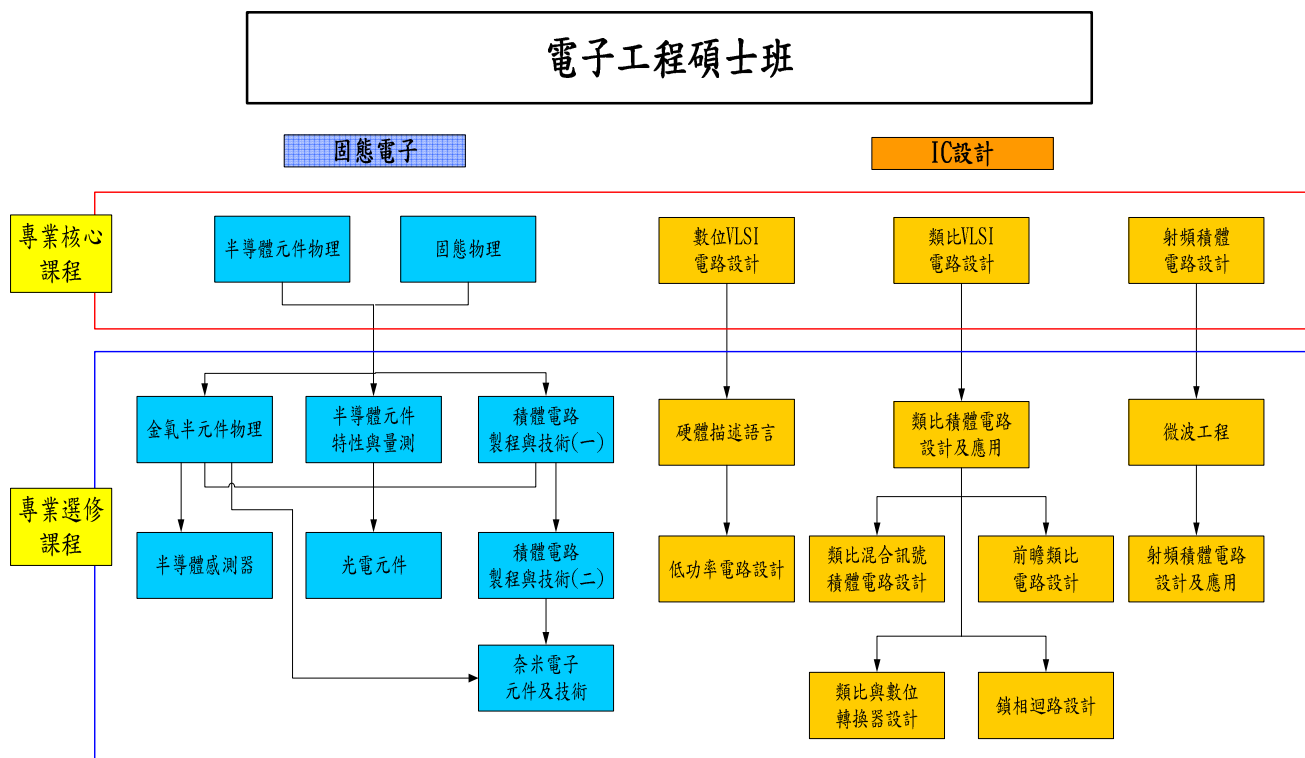 電子工程碩士班
固態電子
IC設計
專業核心
課程
半導體元件物理
固態物理
數位VLSI
電路設計
類比VLSI
電路設計
射頻積體
電路設計
專業選修
課程
金氧半元件物理
半導體元件
特性與量測
積體電路
製程與技術(一)
硬體描述語言
類比積體電路
設計及應用
微波工程
半導體感測器
光電元件
積體電路
製程與技術(二)
低功率電路設計
類比混合訊號
積體電路設計
前瞻類比
電路設計
射頻積體電路
設計及應用
奈米電子
元件及技術
類比與數位
轉換器設計
鎖相迴路設計